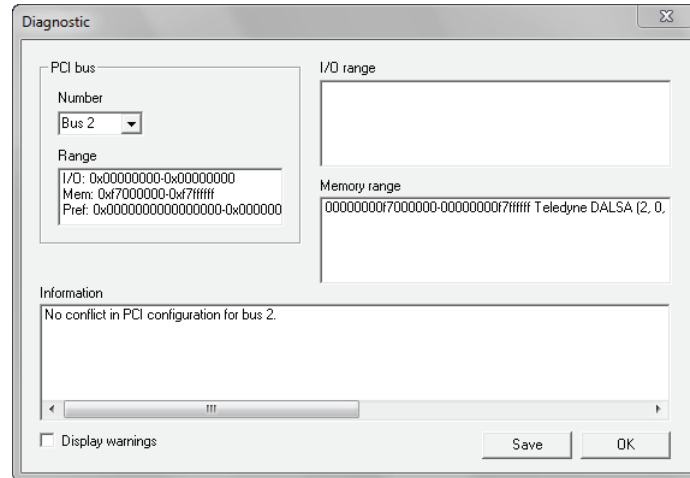 Diagnostic
PCI bus
Number
Bus 2
Range
I/O: 0x00000000-0x00000000
Mem: 0xf7000000-0xf7ffffff
Pref: 0x0000000000000000-0x000000
I/O range
Memory range
00000000f7000000-00000000f7ffffff Teledyne DALSA (2, 0,
Information
No conflict in PCI configuration for bus 2.
Display warnings
Save
OK